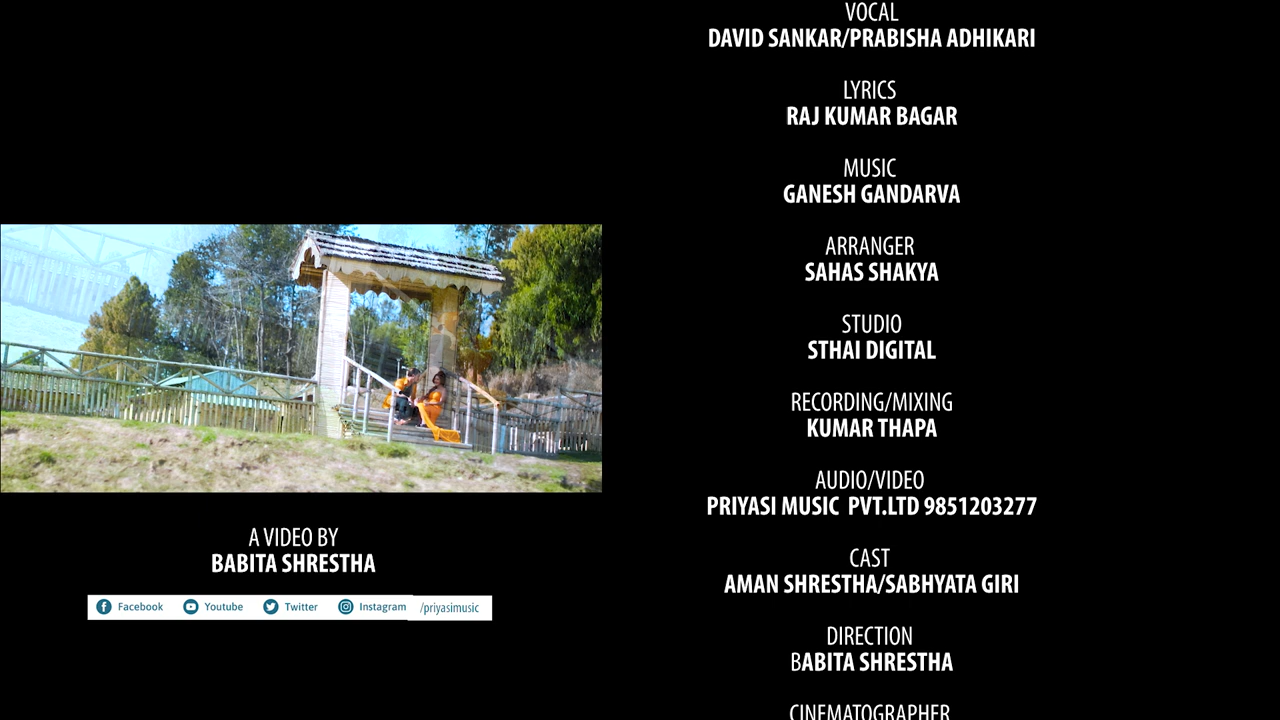 VOCAL
DAVID SANKAR/PRABISHA ADHIKARI
LYRICS
RAJ KUMAR BAGAR
MUSIC
GANESH GANDARVA
ARRANGER
SAHAS SHAKYA
STUDIO
STHAI DIGITAL
RECORDING/MIXING
KUMAR THAPA
AUDIO/VIDEO
PRIYASI MUSIC PVT.LTD 9851203277
CAST
AMAN SHRESTHA/SABHYATA GIRI
DIRECTION
BABITA SHRESTHA
CINEMATOGRAPHER
A VIDEO BY
BABITA SHRESTHA
Facebook Youtube Twitter Instagram /priyasimusic